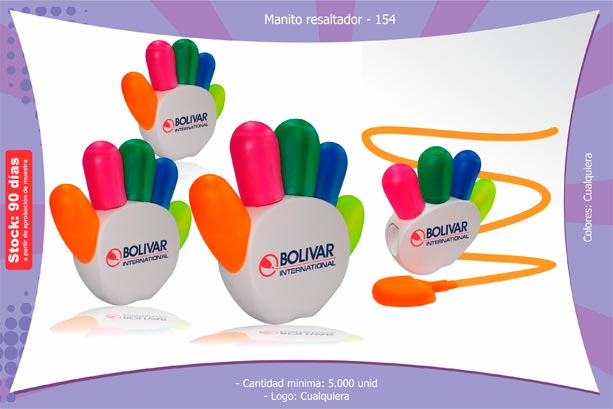 Manito resaltador - 154
Stock: 90 días
a partir de aprobacion de muestra
BOLIVAR
INTERNATIONAL
BOLIVAR
INTERNATIONAL
BOLIVAR
INTERNATIONAL
BOLIVAR
INTERNATIONAL
Colores: Cualquiera
- Cantidad minima: 5.000 unid
- Logo: Cualquiera